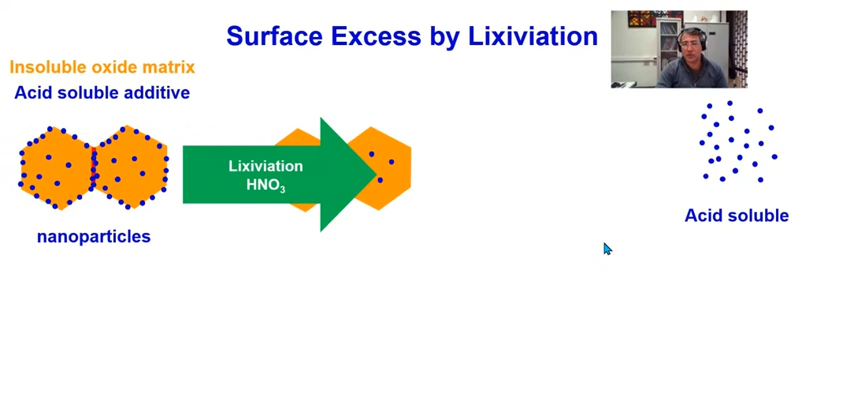 Surface Excess by Lixiviation
Insoluble oxide matrix
Acid soluble additive
Lixiviation
HNO₃
Acid soluble
nanoparticles